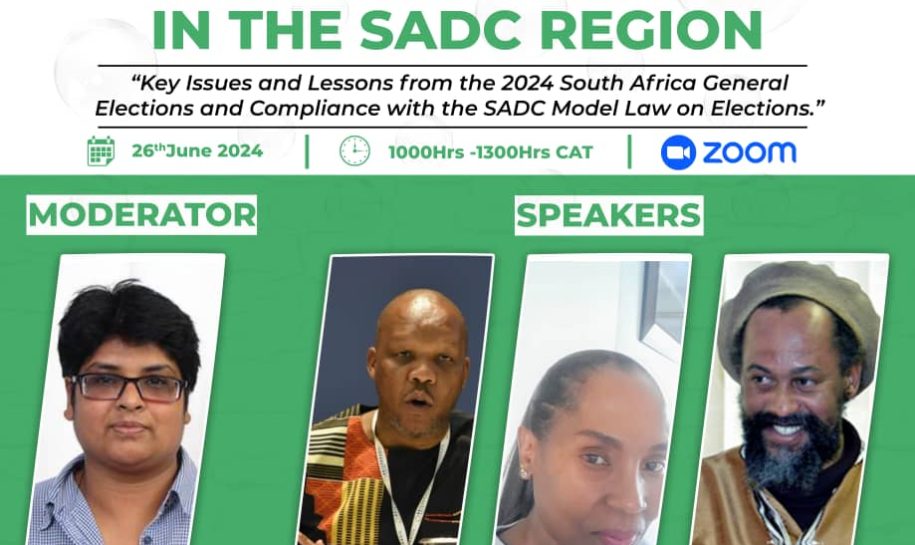 IN THE SADC REGION
“Key Issues and Lessons from the 2024 South Africa General
Elections and Compliance with the SADC Model Law on Elections.”
26thJune 2024 | 1000Hrs -1300Hrs CAT | zoom
MODERATOR
SPEAKERS